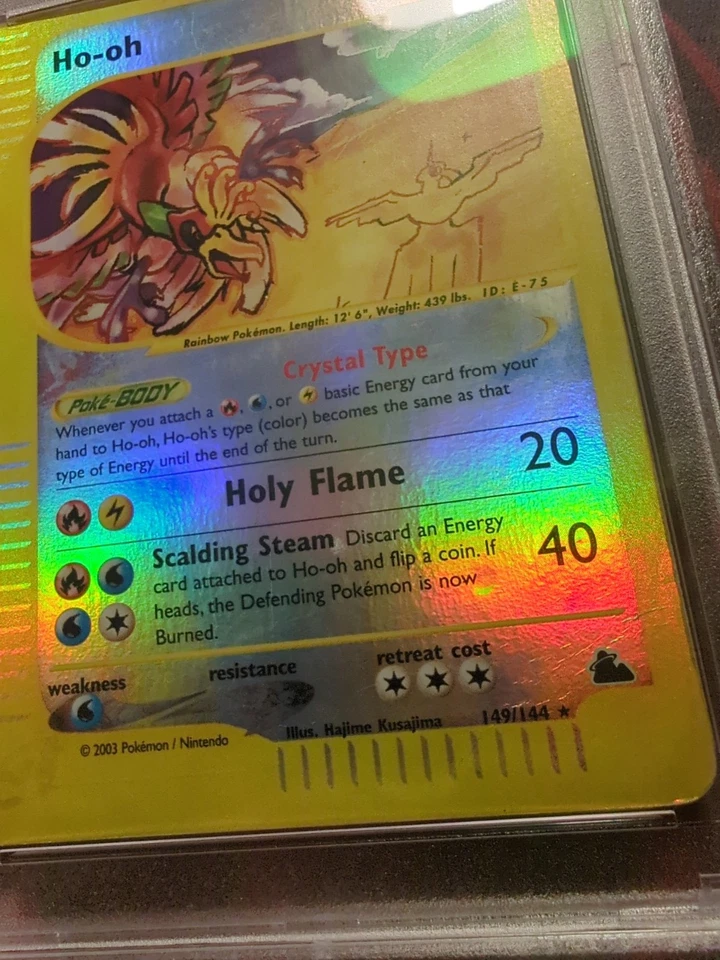 Ho-oh
Rainbow Pokémon. Length: 12' 6", Weight: 439 lbs. ID: E-75
Crystal Type
Poké-BODY
Whenever you attach a , , or basic Energy card from your
hand to Ho-oh, Ho-oh's type (color) becomes the same as that
type of Energy until the end of the turn.
Holy Flame 20
Scalding Steam Discard an Energy
card attached to Ho-oh and flip a coin. If
heads, the Defending Pokémon is now
Burned.
40
weakness resistance retreat cost
Illus. Hajime Kusajima 149/144 ★
© 2003 Pokémon / Nintendo